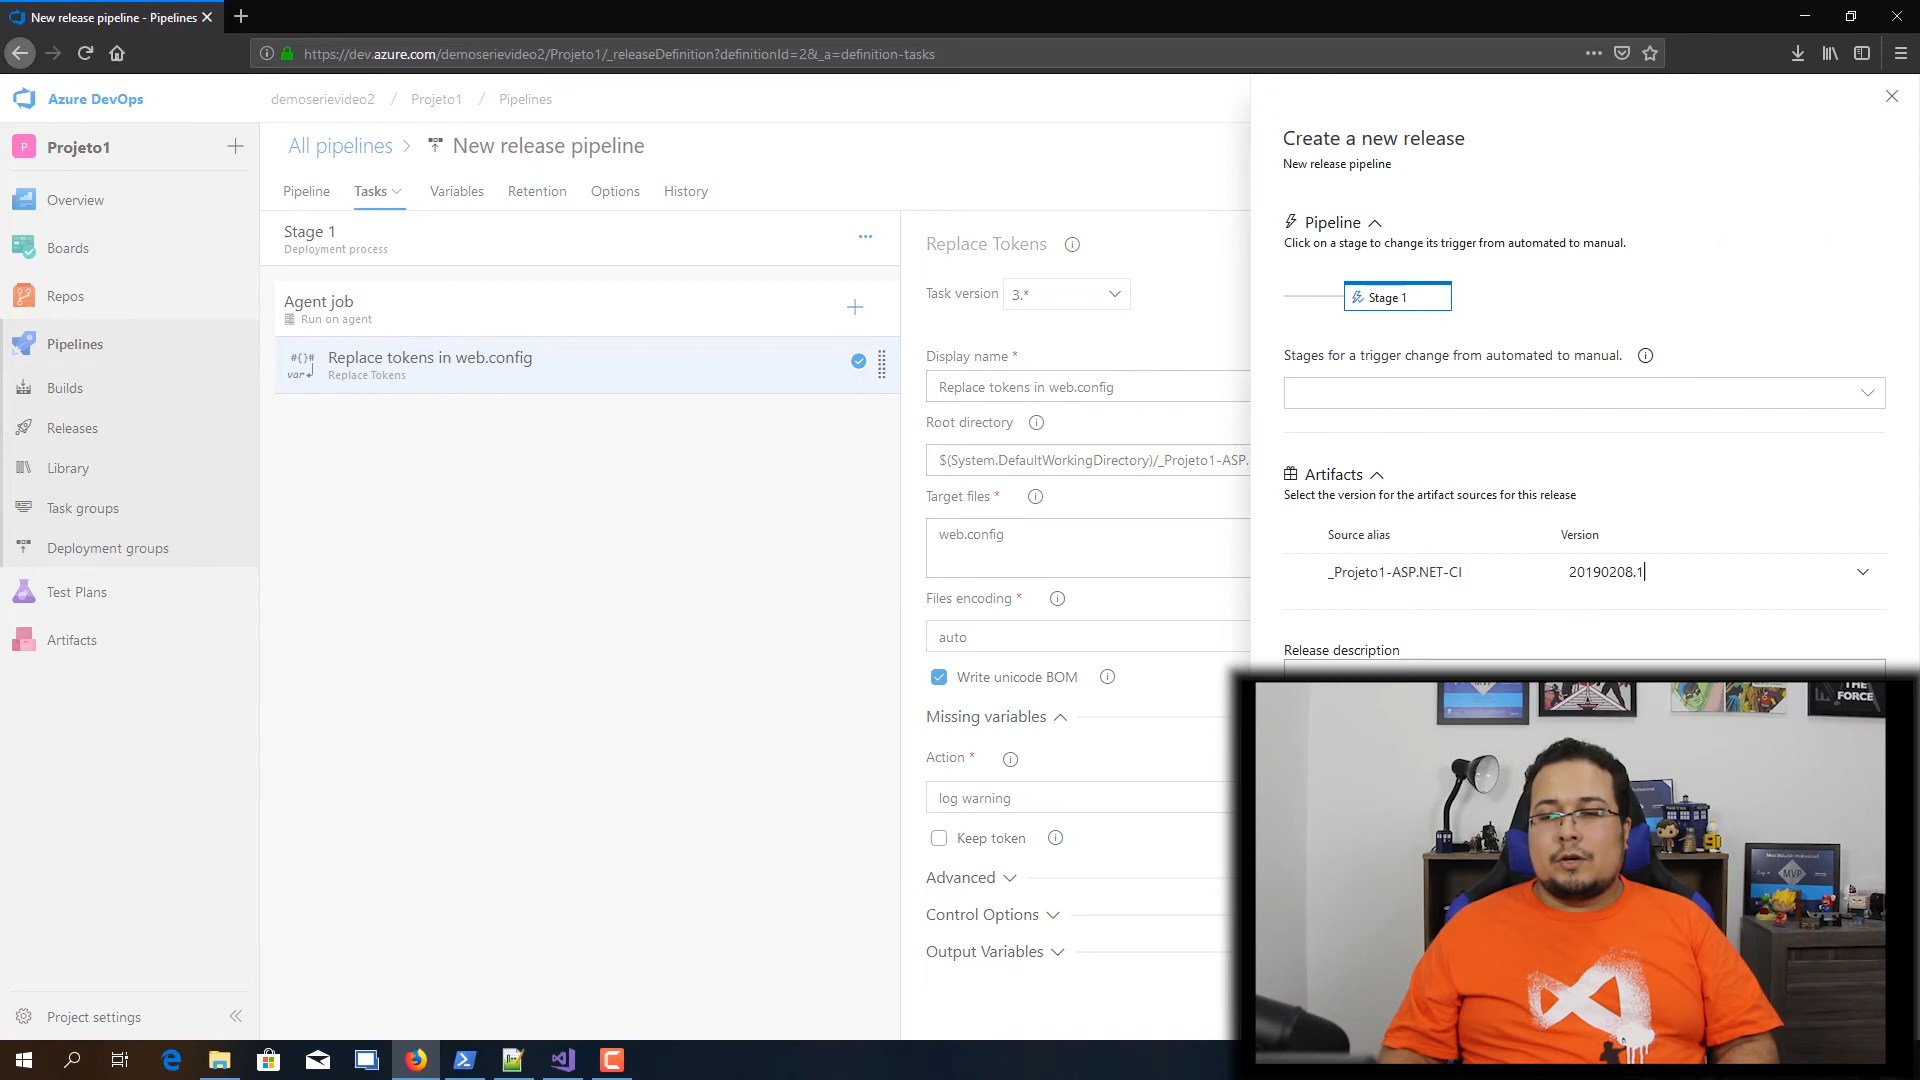 New release pipeline - Pipelines
https://dev.azure.com/demoserievideo2/Projeto1/_releaseDefinition?definitionId=2&_a=definition-tasks
Azure DevOps
demoserievideo2 / Projeto1 / Pipelines
P Projeto1
Overview
Boards
Repos
Pipelines
Builds
Releases
Library
Task groups
Deployment groups
Test Plans
Artifacts
Project settings
All pipelines > New release pipeline
Pipeline Tasks Variables Retention Options History
Stage 1
Deployment process
Agent job
Run on agent
#{}#
var
Replace tokens in web.config
Replace Tokens
Replace Tokens
Task version 3.*
Display name *
Replace tokens in web.config
Root directory
$(System.DefaultWorkingDirectory)/_Projeto1-ASP.
Target files *
web.config
Files encoding *
auto
Write unicode BOM
Missing variables
Action *
log warning
Keep token
Advanced
Control Options
Output Variables
Create a new release
New release pipeline
Pipeline
Click on a stage to change its trigger from automated to manual.
Stage 1
Stages for a trigger change from automated to manual.
Artifacts
Select the version for the artifact sources for this release
Source alias Version
_Projeto1-ASP.NET-CI 20190208.1
Release description
THE
FORCE
MVP